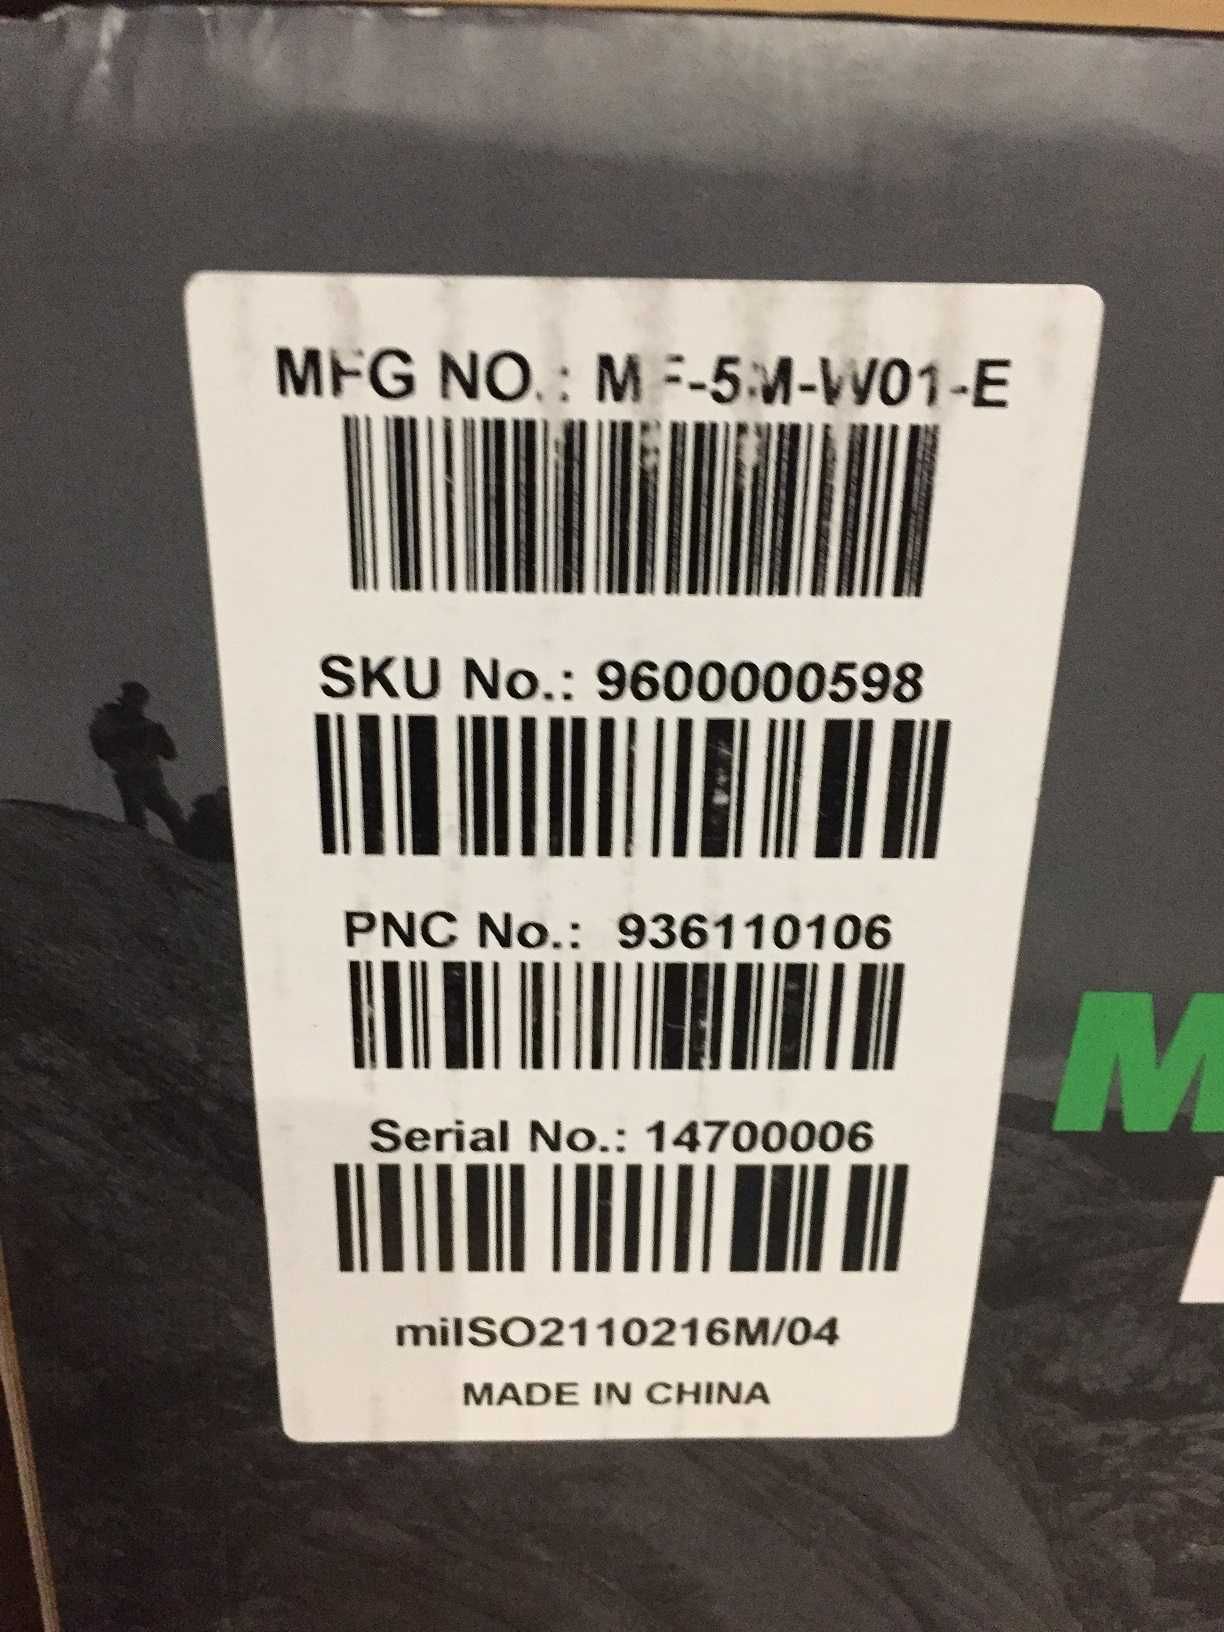 MFG NO.: MF-5M-W01-E
SKU No.: 9600000598
PNC No.: 936110106
Serial No.: 14700006
miISO2110216M/04
MADE IN CHINA
M